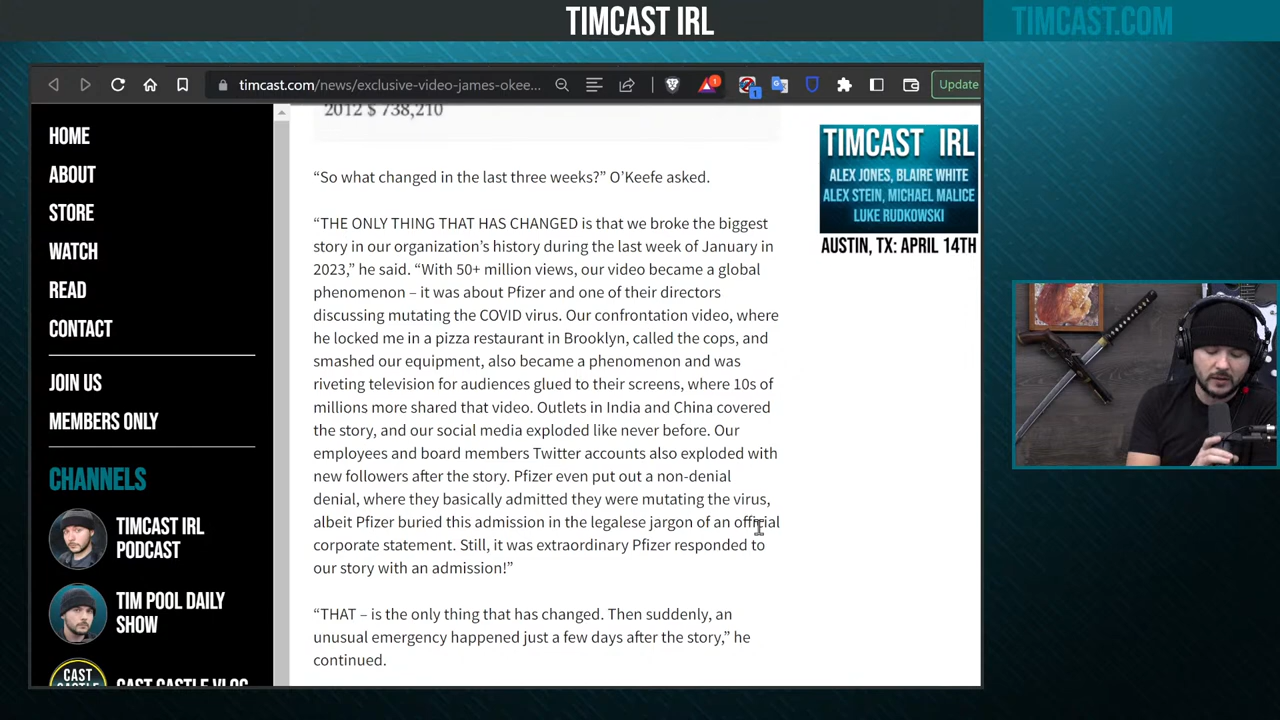 TIMCAST IRL
TIMCAST.COM
timcast.com/news/exclusive-video-james-okee...
1
1
Update
HOME
ABOUT
STORE
WATCH
READ
CONTACT
JOIN US
MEMBERS ONLY
CHANNELS
TIMCAST IRL
PODCAST
TIM POOL DAILY
SHOW
CAST
CASTLE
CAST CASTLE VLOG
2012 $ 738,210
“So what changed in the last three weeks?” O’Keefe asked.
“THE ONLY THING THAT HAS CHANGED is that we broke the biggest
story in our organization’s history during the last week of January in
2023,” he said. “With 50+ million views, our video became a global
phenomenon – it was about Pfizer and one of their directors
discussing mutating the COVID virus. Our confrontation video, where
he locked me in a pizza restaurant in Brooklyn, called the cops, and
smashed our equipment, also became a phenomenon and was
riveting television for audiences glued to their screens, where 10s of
millions more shared that video. Outlets in India and China covered
the story, and our social media exploded like never before. Our
employees and board members Twitter accounts also exploded with
new followers after the story. Pfizer even put out a non-denial
denial, where they basically admitted they were mutating the virus,
albeit Pfizer buried this admission in the legalese jargon of an official
corporate statement. Still, it was extraordinary Pfizer responded to
our story with an admission!”
“THAT – is the only thing that has changed. Then suddenly, an
unusual emergency happened just a few days after the story,” he
continued.
TIMCAST IRL
ALEX JONES, BLAIRE WHITE
ALEX STEIN, MICHAEL MALICE
LUKE RUDKOWSKI
AUSTIN, TX: APRIL 14TH